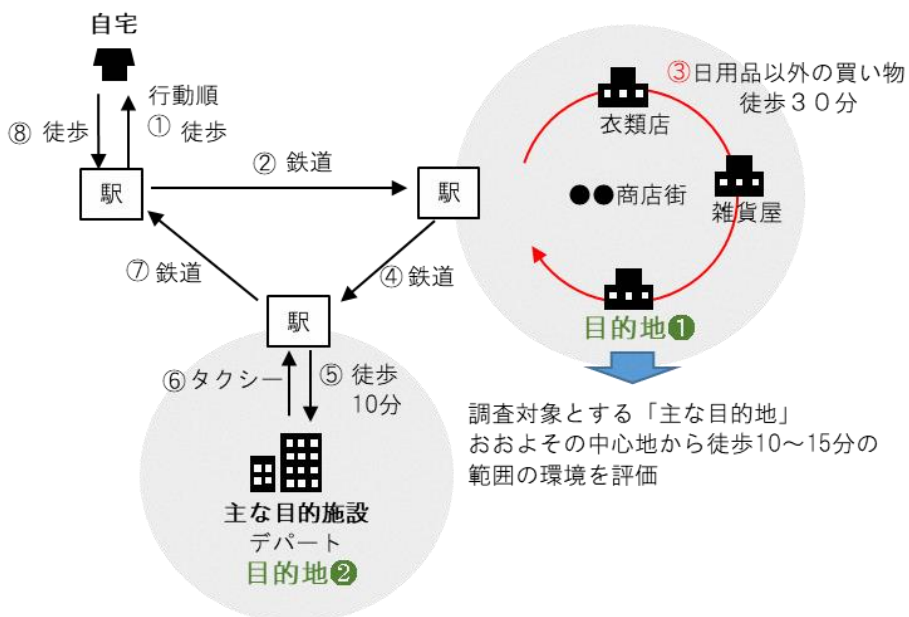 自宅
行動順
① 徒歩
⑧ 徒歩
駅
② 鉄道
駅
③日用品以外の買い物
徒歩３０分
衣類店
●●商店街
雑貨屋
目的地❶
⑦ 鉄道
④ 鉄道
駅
⑥タクシー
⑤ 徒歩
10分
主な目的施設
デパート
目的地❷
調査対象とする「主な目的地」
おおよその中心地から徒歩10～15分の
範囲の環境を評価